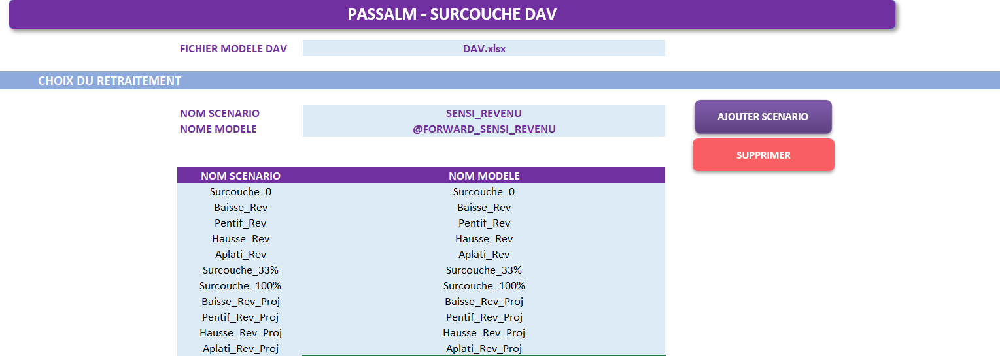 PASSALM - SURCOUCHE DAV
FICHIER MODELE DAV DAV.xlsx
CHOIX DU RETRAITEMENT
NOM SCENARIO SENSI_REVENU
NOME MODELE @FORWARD_SENSI_REVENU
AJOUTER SCENARIO
SUPPRIMER
NOM SCENARIO NOM MODELE
Surcouche_0 Surcouche_0
Baisse_Rev Baisse_Rev
Pentif_Rev Pentif_Rev
Hausse_Rev Hausse_Rev
Aplati_Rev Aplati_Rev
Surcouche_33% Surcouche_33%
Surcouche_100% Surcouche_100%
Baisse_Rev_Proj Baisse_Rev_Proj
Pentif_Rev_Proj Pentif_Rev_Proj
Hausse_Rev_Proj Hausse_Rev_Proj
Aplati_Rev_Proj Aplati_Rev_Proj